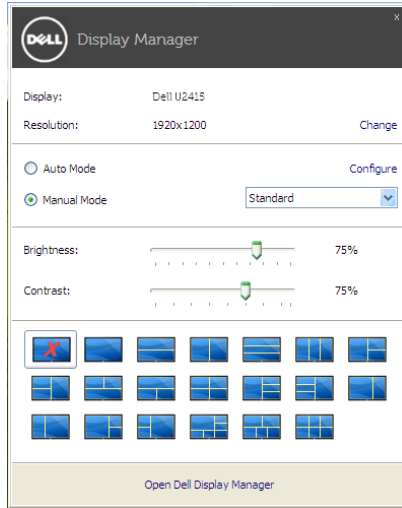 x
DELL Display Manager
Display: Dell U2415
Resolution: 1920x1200 Change
Auto Mode Configure
Manual Mode Standard
Brightness: 75%
Contrast: 75%
Open Dell Display Manager